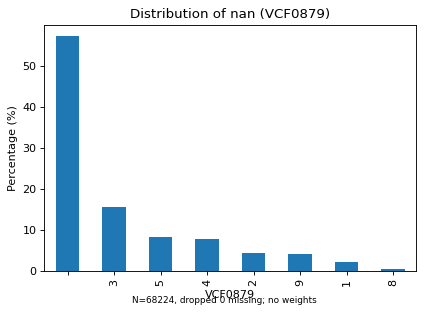 Distribution of nan (VCF0879)
Percentage (%)
50
40
30
20
10
0
3 5 4 2 9 1 8
VCF0879
N=68224, dropped 0 missing; no weights